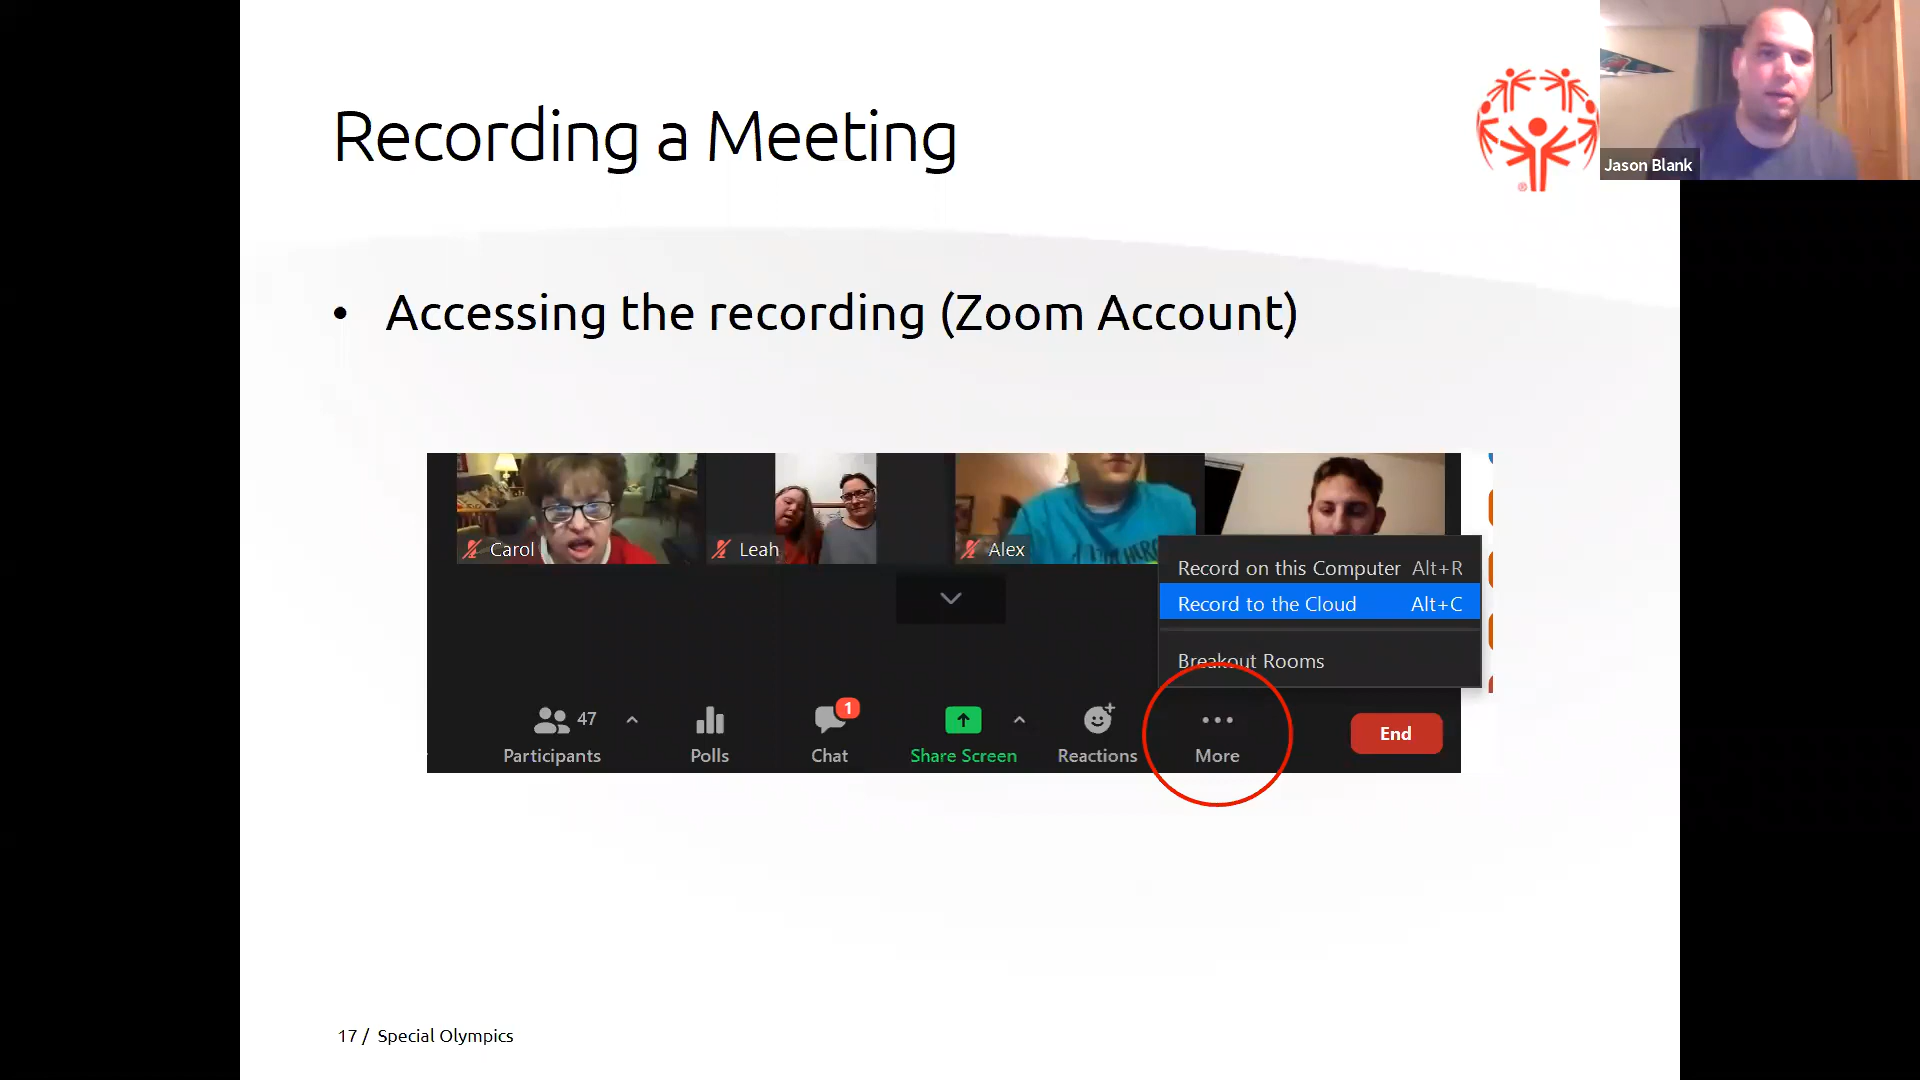 Recording a Meeting
Jason Blank
• Accessing the recording (Zoom Account)
Carol
Leah
Alex
Record on this Computer Alt+R
Record to the Cloud Alt+C
Breakout Rooms
47
1
Participants
Polls
Chat
Share Screen
Reactions
More
End
17 / Special Olympics